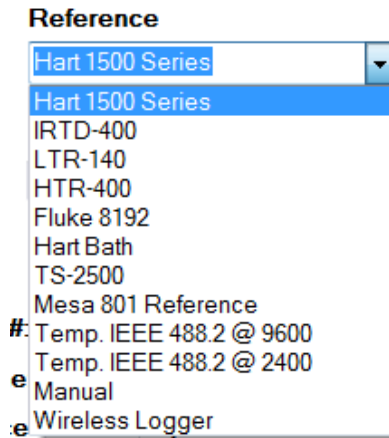 Reference
Hart 1500 Series
Hart 1500 Series
IRTD-400
LTR-140
HTR-400
Fluke 8192
Hart Bath
TS-2500
Mesa 801 Reference
#: Temp. IEEE 488.2 @ 9600
Temp. IEEE 488.2 @ 2400
e Manual
:e Wireless Logger